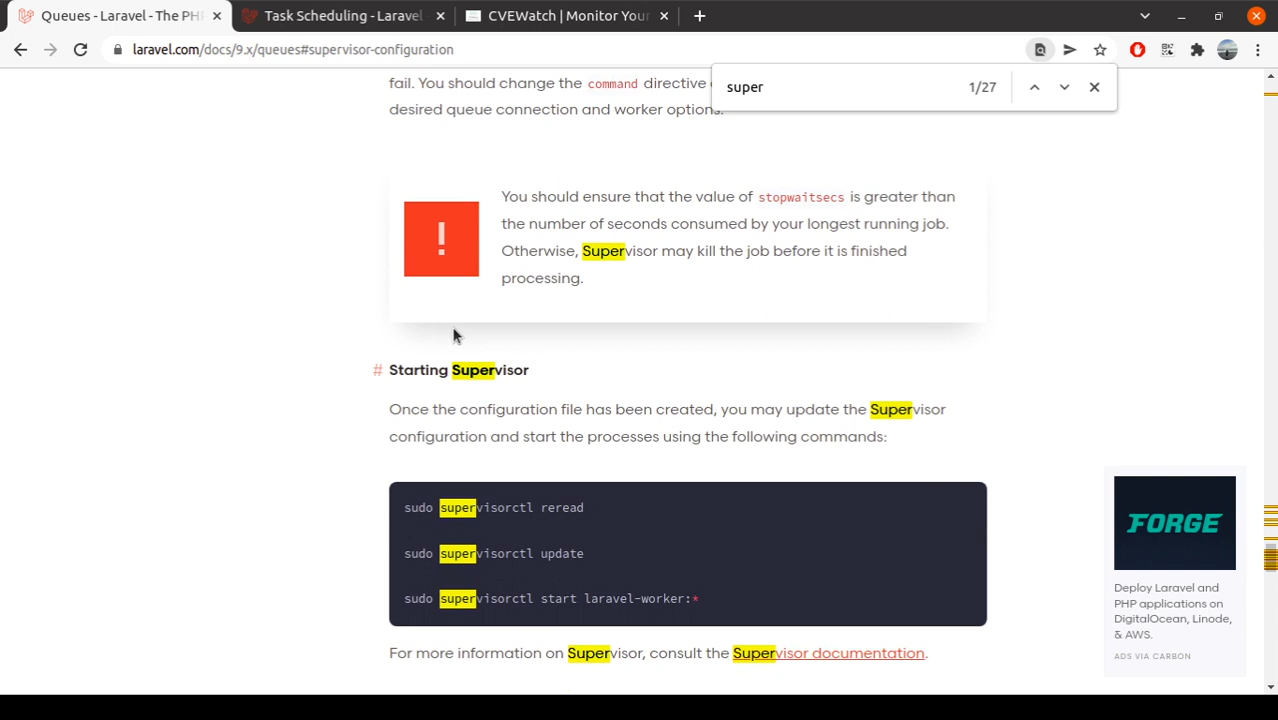 Queues - Laravel - The PHP
Task Scheduling - Laravel -
CVEWatch | Monitor Your
laravel.com/docs/9.x/queues#supervisor-configuration
super
1/27
fail. You should change the command directive
desired queue connection and worker options.
!
You should ensure that the value of stopwaitsecs is greater than
the number of seconds consumed by your longest running job.
Otherwise, Supervisor may kill the job before it is finished
processing.
# Starting Supervisor
Once the configuration file has been created, you may update the Supervisor
configuration and start the processes using the following commands:
sudo supervisorctl reread
sudo supervisorctl update
sudo supervisorctl start laravel-worker:*
For more information on Supervisor, consult the Supervisor documentation.
FORGE
Deploy Laravel and
PHP applications on
DigitalOcean, Linode,
& AWS.
ADS VIA CARBON